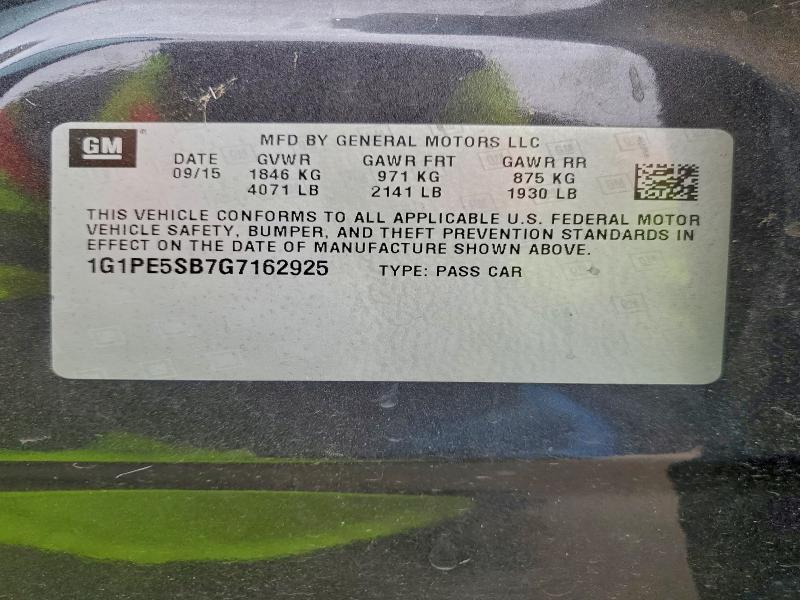 GM
MFD BY GENERAL MOTORS LLC
DATE GVWR GAWR FRT GAWR RR
09/15 1846 KG 971 KG 875 KG
4071 LB 2141 LB 1930 LB
THIS VEHICLE CONFORMS TO ALL APPLICABLE U.S. FEDERAL MOTOR
VEHICLE SAFETY, BUMPER, AND THEFT PREVENTION STANDARDS IN
EFFECT ON THE DATE OF MANUFACTURE SHOWN ABOVE.
1G1PE5SB7G7162925 TYPE: PASS CAR